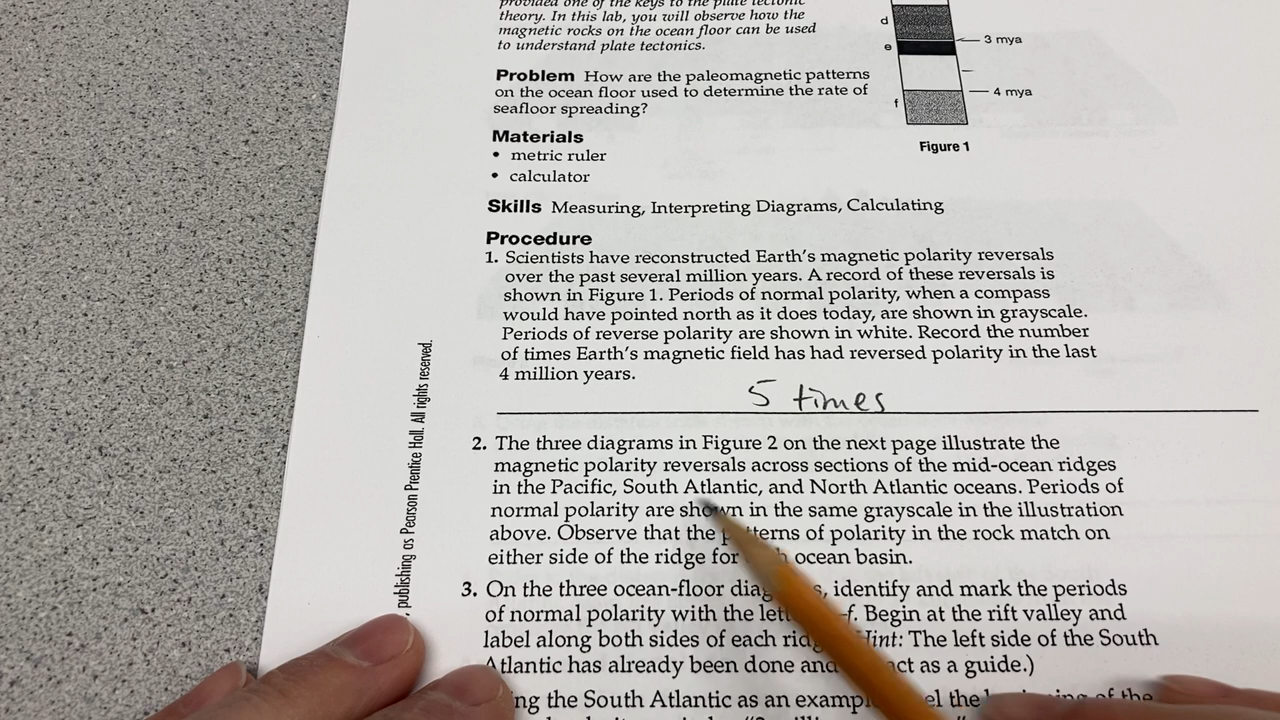 provided one of the keys to the plate tectonic
theory. In this lab, you will observe how the
magnetic rocks on the ocean floor can be used
to understand plate tectonics.
d
e
3 mya
4 mya
f
Figure 1
Problem How are the paleomagnetic patterns
on the ocean floor used to determine the rate of
seafloor spreading?
Materials
• metric ruler
• calculator
Skills Measuring, Interpreting Diagrams, Calculating
Procedure
1. Scientists have reconstructed Earth's magnetic polarity reversals
over the past several million years. A record of these reversals is
shown in Figure 1. Periods of normal polarity, when a compass
would have pointed north as it does today, are shown in grayscale.
Periods of reverse polarity are shown in white. Record the number
of times Earth's magnetic field has had reversed polarity in the last
4 million years.
5 times
2. The three diagrams in Figure 2 on the next page illustrate the
magnetic polarity reversals across sections of the mid-ocean ridges
in the Pacific, South Atlantic, and North Atlantic oceans. Periods of
normal polarity are shown in the same grayscale in the illustration
above. Observe that the patterns of polarity in the rock match on
either side of the ridge for ocean basin.
3. On the three ocean-floor identify and mark the periods
of normal polarity with the f. Begin at the rift valley and
label along both sides of each Hint: The left side of the South
Atlantic has already been done and act as a guide.)
the South Atlantic as an the of the
, publishing as Pearson Prentice Hall. All rights reserved.